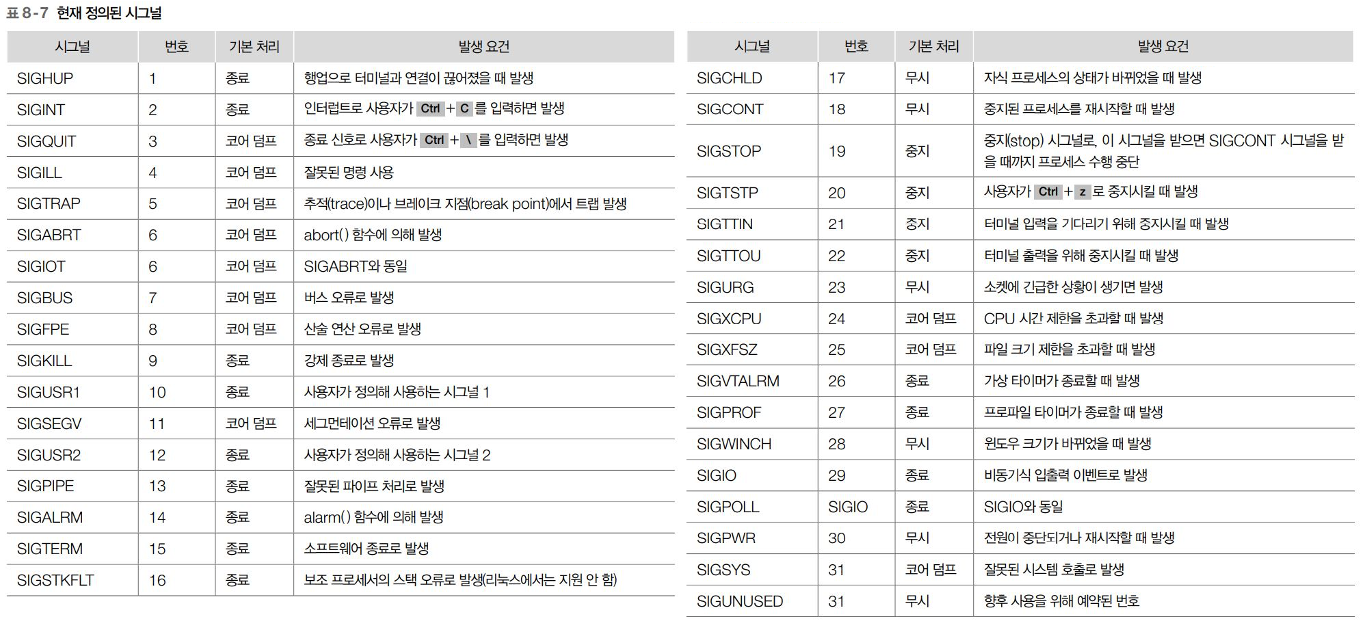 표 8-7 현재 정의된 시그널
시그널 번호 기본 처리 발생 요건
SIGHUP 1 종료 행업으로 터미널과 연결이 끊어졌을 때 발생
SIGINT 2 종료 인터럽트로 사용자가 Ctrl + C 를 입력하면 발생
SIGQUIT 3 코어 덤프 종료 신호로 사용자가 Ctrl + \ 를 입력하면 발생
SIGILL 4 코어 덤프 잘못된 명령 사용
SIGTRAP 5 코어 덤프 추적(trace)이나 브레이크 지점(break point)에서 트랩 발생
SIGABRT 6 코어 덤프 abort( ) 함수에 의해 발생
SIGIOT 6 코어 덤프 SIGABRT와 동일
SIGBUS 7 코어 덤프 버스 오류로 발생
SIGFPE 8 코어 덤프 산술 연산 오류로 발생
SIGKILL 9 종료 강제 종료로 발생
SIGUSR1 10 종료 사용자가 정의해 사용하는 시그널 1
SIGSEGV 11 코어 덤프 세그먼테이션 오류로 발생
SIGUSR2 12 종료 사용자가 정의해 사용하는 시그널 2
SIGPIPE 13 종료 잘못된 파이프 처리로 발생
SIGALRM 14 종료 alarm( ) 함수에 의해 발생
SIGTERM 15 종료 소프트웨어 종료로 발생
SIGSTKFLT 16 종료 보조 프로세서의 스택 오류로 발생(리눅스에서는 지원 안 함)
시그널 번호 기본 처리 발생 요건
SIGCHLD 17 무시 자식 프로세스의 상태가 바뀌었을 때 발생
SIGCONT 18 무시 중지된 프로세스를 재시작할 때 발생
SIGSTOP 19 중지 중지(stop) 시그널로, 이 시그널을 받으면 SIGCONT 시그널을 받
을 때까지 프로세스 수행 중단
SIGTSTP 20 중지 사용자가 Ctrl + z 로 중지시킬 때 발생
SIGTTIN 21 중지 터미널 입력을 기다리기 위해 중지시킬 때 발생
SIGTTOU 22 중지 터미널 출력을 위해 중지시킬 때 발생
SIGURG 23 무시 소켓에 긴급한 상황이 생기면 발생
SIGXCPU 24 코어 덤프 CPU 시간 제한을 초과할 때 발생
SIGXFSZ 25 코어 덤프 파일 크기 제한을 초과할 때 발생
SIGVTALRM 26 종료 가상 타이머가 종료할 때 발생
SIGPROF 27 종료 프로파일 타이머가 종료할 때 발생
SIGWINCH 28 무시 윈도우 크기가 바뀌었을 때 발생
SIGIO 29 종료 비동기식 입출력 이벤트로 발생
SIGPOLL SIGIO 종료 SIGIO와 동일
SIGPWR 30 무시 전원이 중단되거나 재시작할 때 발생
SIGSYS 31 코어 덤프 잘못된 시스템 호출로 발생
SIGUNUSED 31 무시 향후 사용을 위해 예약된 번호